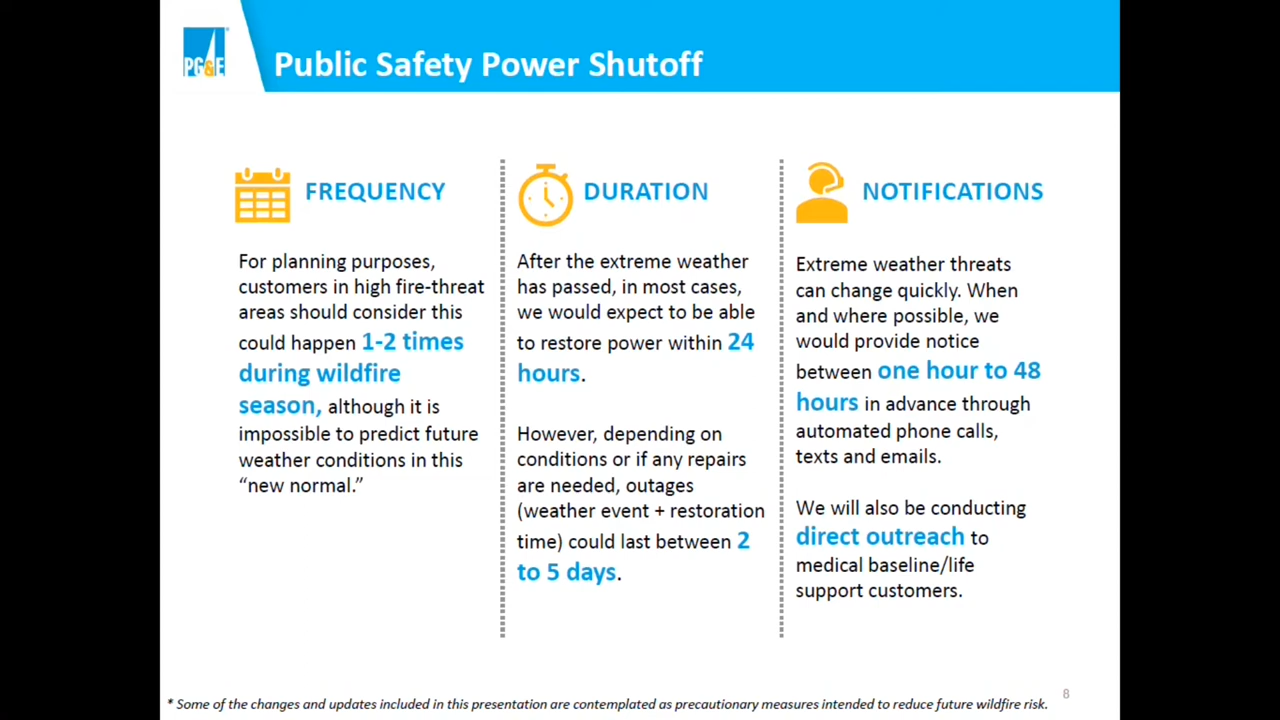 PG&E
Public Safety Power Shutoff
FREQUENCY
For planning purposes,
customers in high fire-threat
areas should consider this
could happen 1-2 times
during wildfire
season, although it is
impossible to predict future
weather conditions in this
“new normal.”
DURATION
After the extreme weather
has passed, in most cases,
we would expect to be able
to restore power within 24
hours.
However, depending on
conditions or if any repairs
are needed, outages
(weather event + restoration
time) could last between 2
to 5 days.
NOTIFICATIONS
Extreme weather threats
can change quickly. When
and where possible, we
would provide notice
between one hour to 48
hours in advance through
automated phone calls,
texts and emails.
We will also be conducting
direct outreach to
medical baseline/life
support customers.
8
* Some of the changes and updates included in this presentation are contemplated as precautionary measures intended to reduce future wildfire risk.